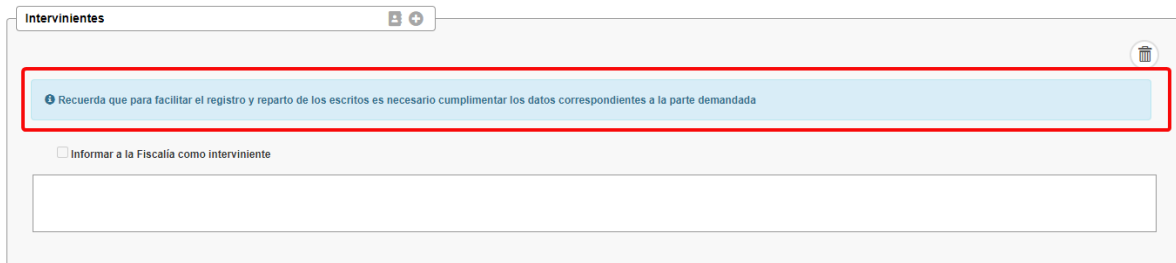 Intervinientes
Recuerda que para facilitar el registro y reparto de los escritos es necesario cumplimentar los datos correspondientes a la parte demandada
Informar a la Fiscalía como interviniente